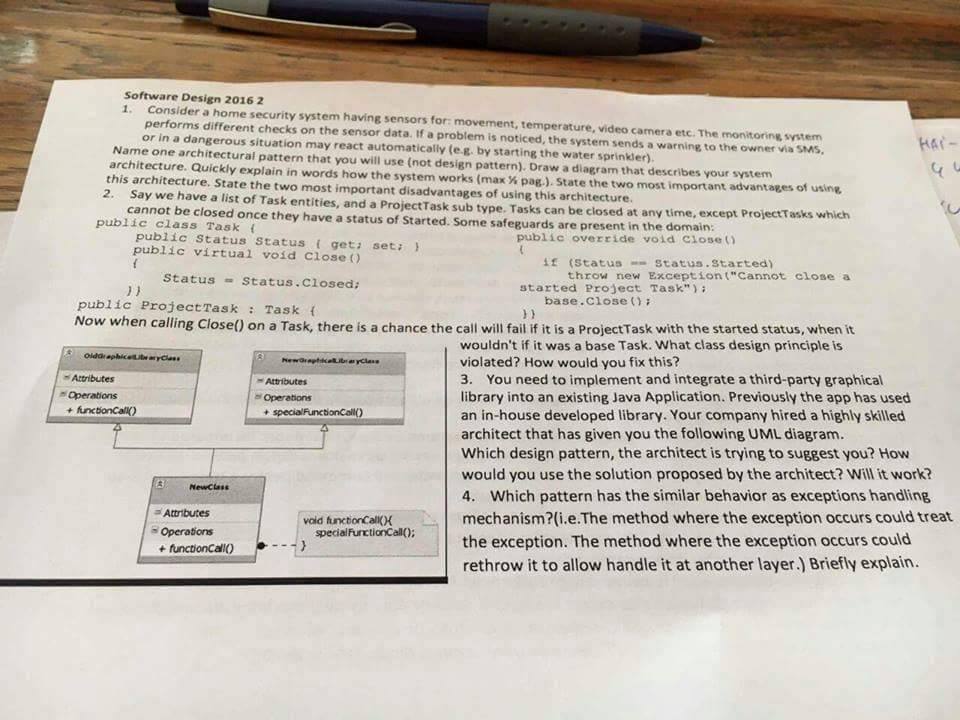 Software Design 2016 2
1. Consider a home security system having sensors for: movement, temperature, video camera etc. The monitoring system
performs different checks on the sensor data. If a problem is noticed, the system sends a warning to the owner via SMS,
or in a dangerous situation may react automatically (e.g. by starting the water sprinkler).
Name one architectural pattern that you will use (not design pattern). Draw a diagram that describes your system
architecture. Quickly explain in words how the system works (max ½ pag.). State the two most important advantages of using
this architecture. State the two most important disadvantages of using this architecture.
2. Say we have a list of Task entities, and a ProjectTask sub type. Tasks can be closed at any time, except ProjectTasks which
cannot be closed once they have a status of Started. Some safeguards are present in the domain:
public class Task {
public Status Status { get; set; }
public virtual void Close()
{
Status = Status.Closed;
}}
public ProjectTask : Task {
public override void Close()
{
if (Status == Status.Started)
throw new Exception("Cannot close a
started Project Task");
base.Close();
}}
Now when calling Close() on a Task, there is a chance the call will fail if it is a ProjectTask with the started status, when it
wouldn't if it was a base Task. What class design principle is
violated? How would you fix this?
3. You need to implement and integrate a third-party graphical
library into an existing Java Application. Previously the app has used
an in-house developed library. Your company hired a highly skilled
architect that has given you the following UML diagram.
Which design pattern, the architect is trying to suggest you? How
would you use the solution proposed by the architect? Will it work?
4. Which pattern has the similar behavior as exceptions handling
mechanism?(i.e.The method where the exception occurs could treat
the exception. The method where the exception occurs could
rethrow it to allow handle it at another layer.) Briefly explain.
OldGraphicalLibraryClass
Attributes
Operations
+ functionCall()
NewGraphicalLibraryClass
Attributes
Operations
+ specialFunctionCall()
NewClass
Attributes
Operations
+ functionCall()
void functionCall(){
specialFunctionCall();
}